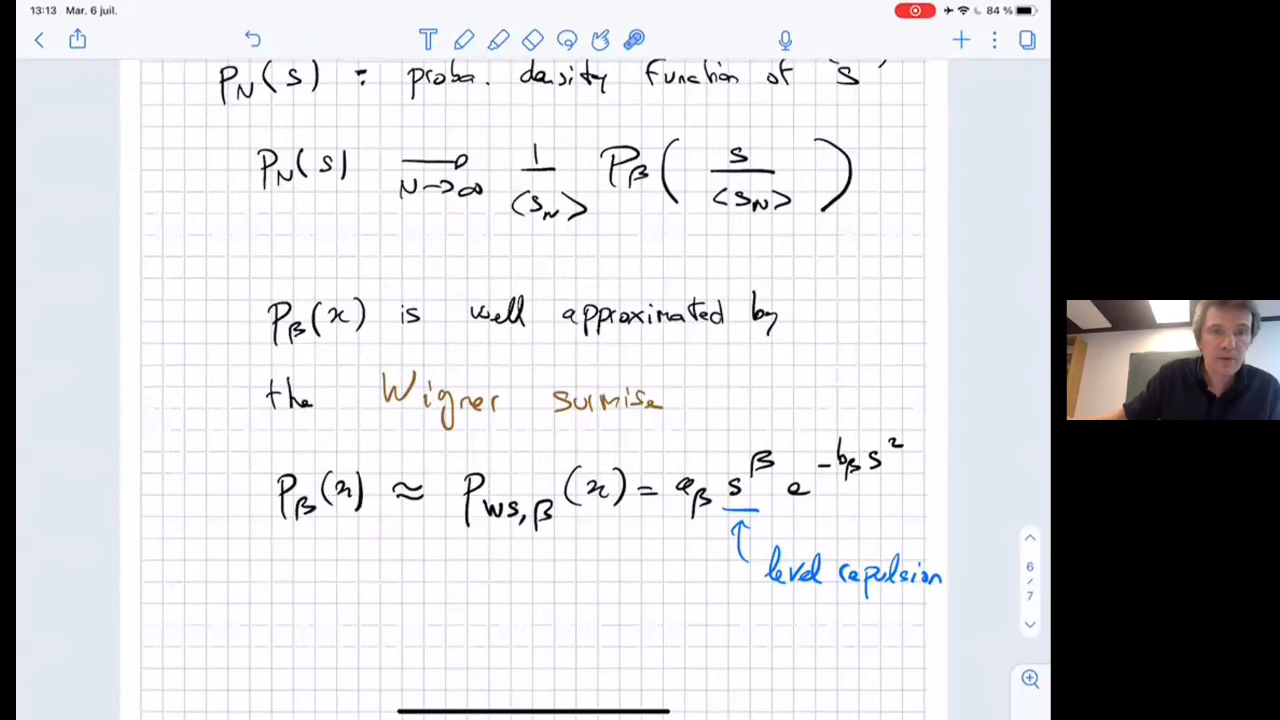 13:13 Mar. 6 juil.
84 %
P_N(s) : proba. density function of "s"
P_N(s) ⟶_{N→∞} 1/<s_N> P_β( s/<s_N> )
P_β(x) is well approximated by
the Wigner surmise
P_β(x) ≈ P_{WS,β}(x) = a_β s^β e^{-b_β s^2}
level repulsion
6
/
7